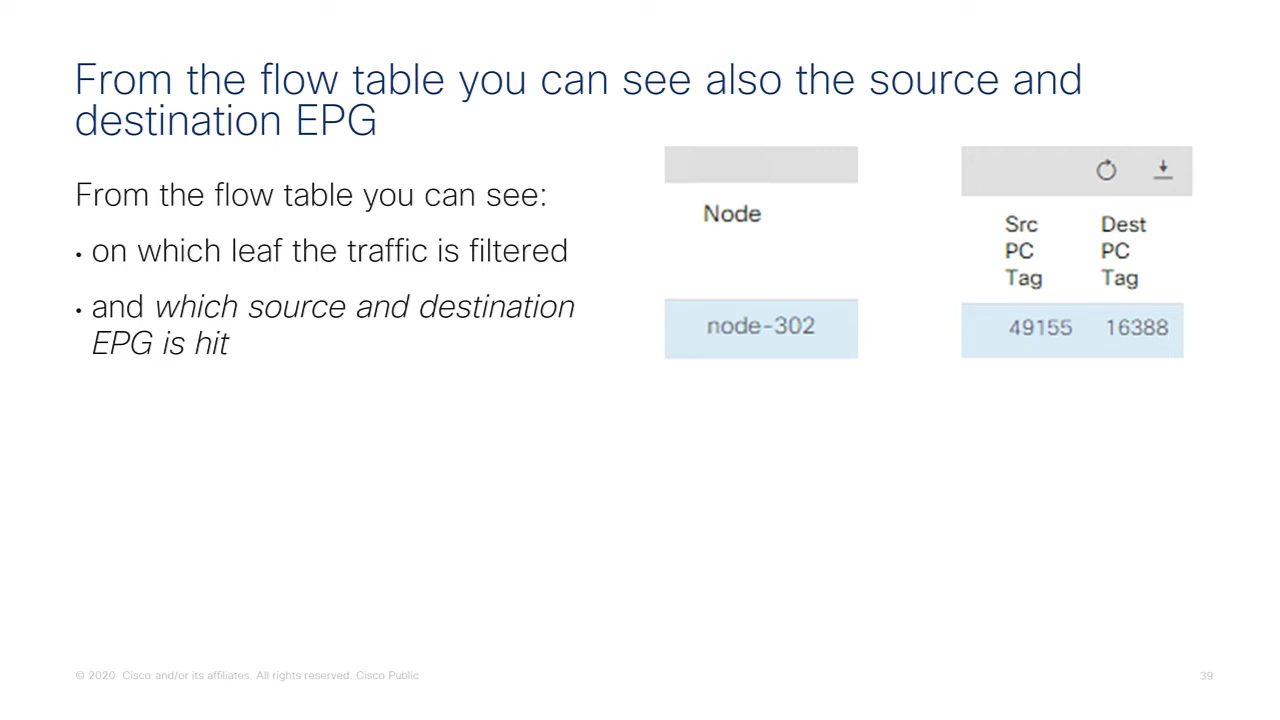 From the flow table you can see also the source and
destination EPG
From the flow table you can see:
• on which leaf the traffic is filtered
• and which source and destination
EPG is hit
Node
node-302
Src Dest
PC PC
Tag Tag
49155 16388
© 2020 Cisco and/or its affiliates. All rights reserved. Cisco Public
39